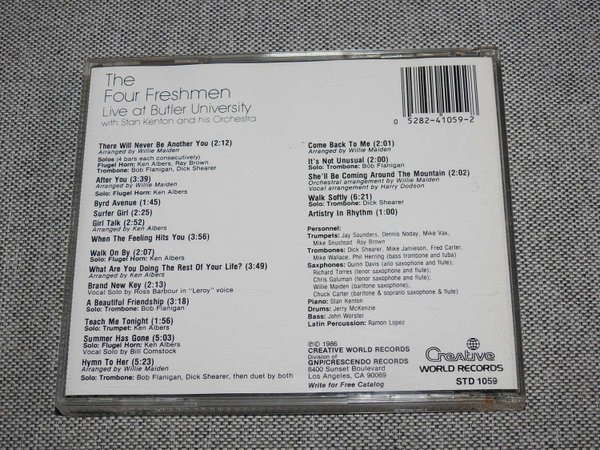 The
Four Freshmen
Live at Butler University
with Stan Kenton and his Orchestra
There Will Never Be Another You (2:12)
Arranged by Willie Maiden
Solos (4 bars each consecutively)
Flugel Horn: Ken Albers, Ray Brown
Trombone: Bob Flanigan, Dick Shearer
After You (3:39)
Arranged by Willie Maiden
Solo: Flugel Horn: Ken Albers
Byrd Avenue (1:45)
Surfer Girl (2:25)
Girl Talk (2:52)
Arranged by Ken Albers
When The Feeling Hits You (3:56)
Walk On By (2:07)
Solo: Flugel Horn: Ken Albers
What Are You Doing The Rest Of Your Life? (3:49)
Arranged by Ken Albers
Brand New Key (2:13)
Vocal Solo by Ross Barbour in "Leroy" voice
A Beautiful Friendship (3:18)
Solo: Trombone: Bob Flanigan
Teach Me Tonight (1:56)
Solo: Trumpet: Ken Albers
Summer Has Gone (5:03)
Solo: Flugel Horn: Ken Albers
Vocal Solo by Bill Comstock
Hymn To Her (5:23)
Arranged by Willie Maiden
Solo: Trombone: Bob Flanigan, Dick Shearer, then duet by both
0 5282-41059-2
Come Back To Me (2:01)
Arranged by Willie Maiden
It's Not Unusual (2:00)
Solo: Trombone: Bob Flanigan
She'll Be Coming Around The Mountain (2:02)
Orchestral arrangement by Willie Maiden
Vocal arrangement by Harry Dodson
Walk Softly (6:21)
Solo: Trombone: Dick Shearer
Artistry In Rhythm (1:00)
Personnel:
Trumpets: Jay Saunders, Dennis Noday, Mike Vax,
Mike Snustead Ray Brown
Trombones: Dick Shearer, Mike Jamieson, Fred Carter,
Mike Wallace, Phil Herring (bass trombone and tuba)
Saxophones: Quinn Davis (alto saxophone and flute);
Richard Torres (tenor saxophone and flute);
Chris Galuman (tenor saxophone and flute);
Willie Maiden (baritone saxophone);
Chuck Carter (baritone & soprano saxophone & flute)
Piano: Stan Kenton
Drums: Jerry McKenzie
Bass: John Worster
Latin Percussion: Ramon Lopez
℗© 1986
CREATIVE WORLD RECORDS
Division of
GNP/CRESCENDO RECORDS
8400 Sunset Boulevard
Los Angeles, CA 90069
Write for Free Catalog
Creative
WORLD RECORDS
STD 1059